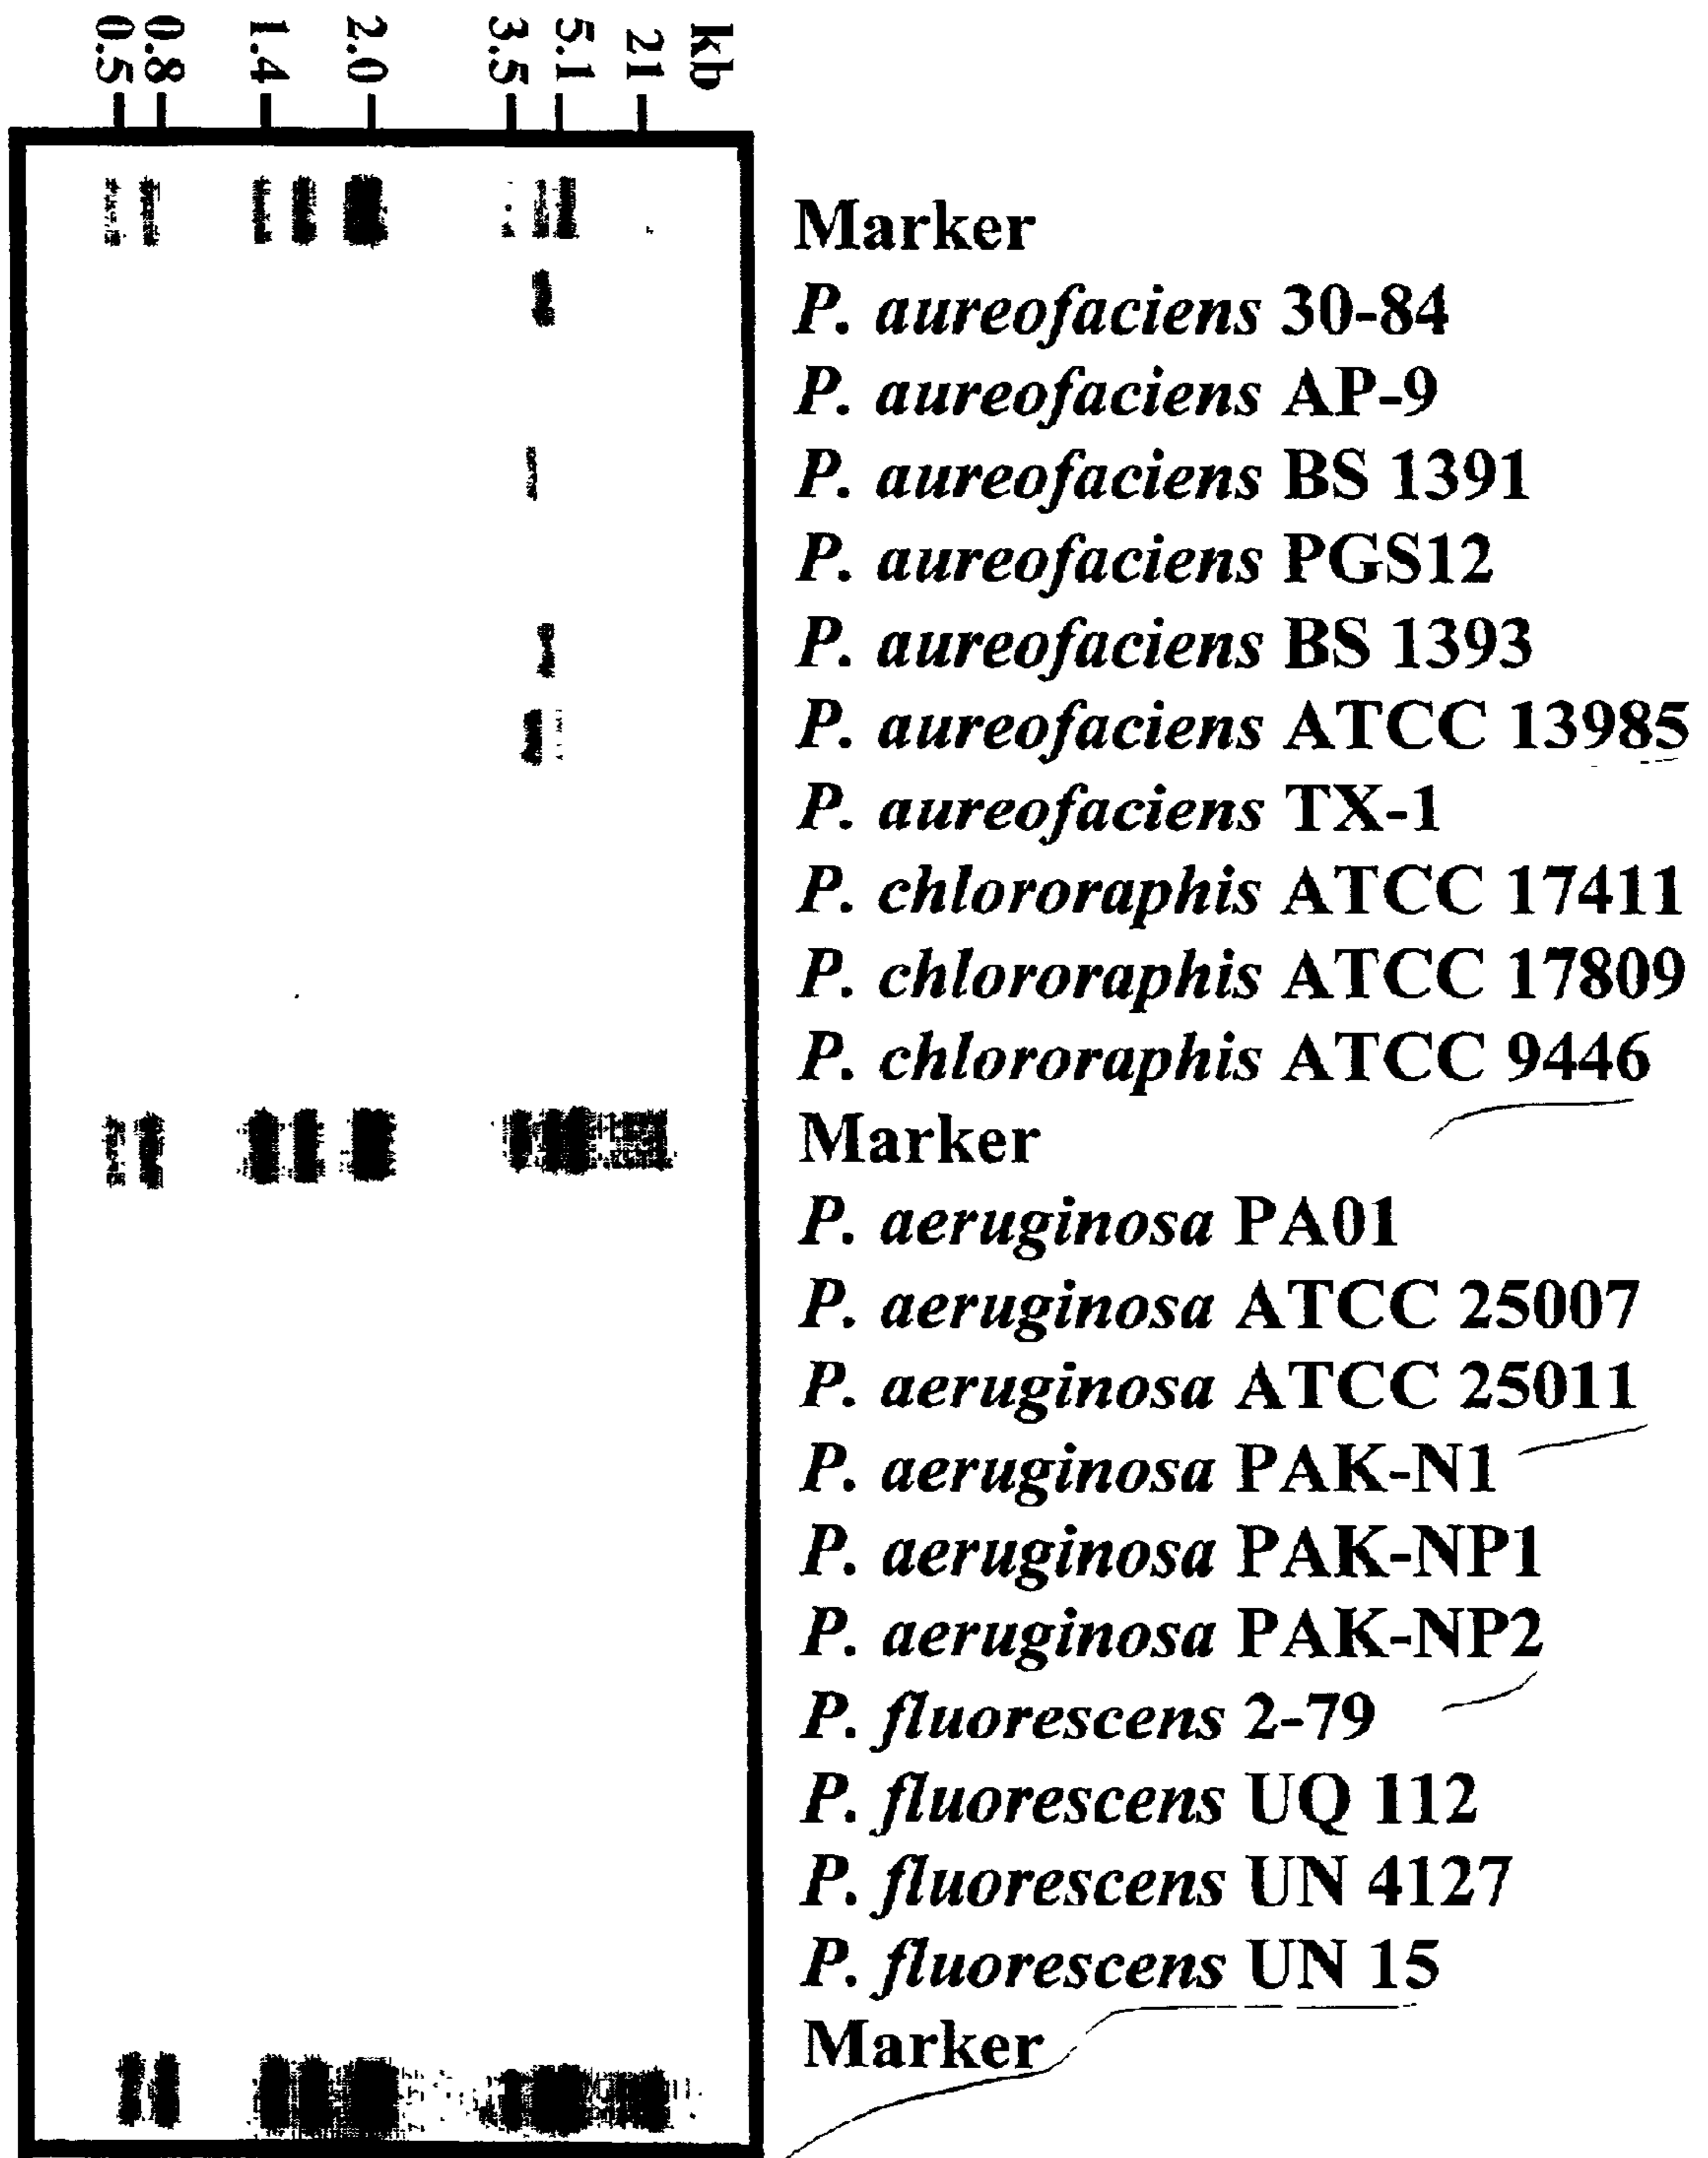 0.5
0.8
1.4
2.0
3.5
5.1
21
kb
Marker
P. aureofaciens 30-84
P. aureofaciens AP-9
P. aureofaciens BS 1391
P. aureofaciens PGS12
P. aureofaciens BS 1393
P. aureofaciens ATCC 13985
P. aureofaciens TX-1
P. chlororaphis ATCC 17411
P. chlororaphis ATCC 17809
P. chlororaphis ATCC 9446
Marker
P. aeruginosa PA01
P. aeruginosa ATCC 25007
P. aeruginosa ATCC 25011
P. aeruginosa PAK-N1
P. aeruginosa PAK-NP1
P. aeruginosa PAK-NP2
P. fluorescens 2-79
P. fluorescens UQ 112
P. fluorescens UN 4127
P. fluorescens UN 15
Marker